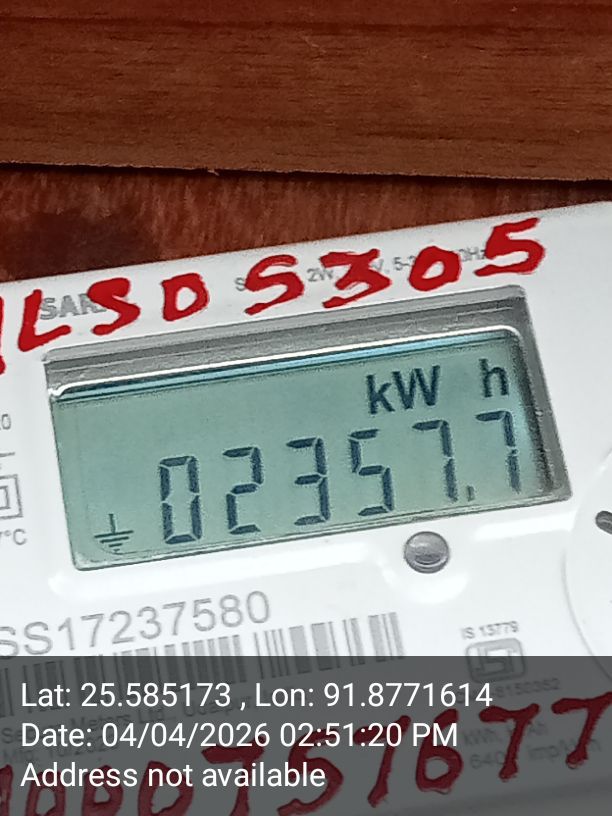 LSDS305
kW h
02357.7
SS17237580
IS 13779
Lat: 25.585173 , Lon: 91.8771614
Date: 04/04/2026 02:51:20 PM
Address not available